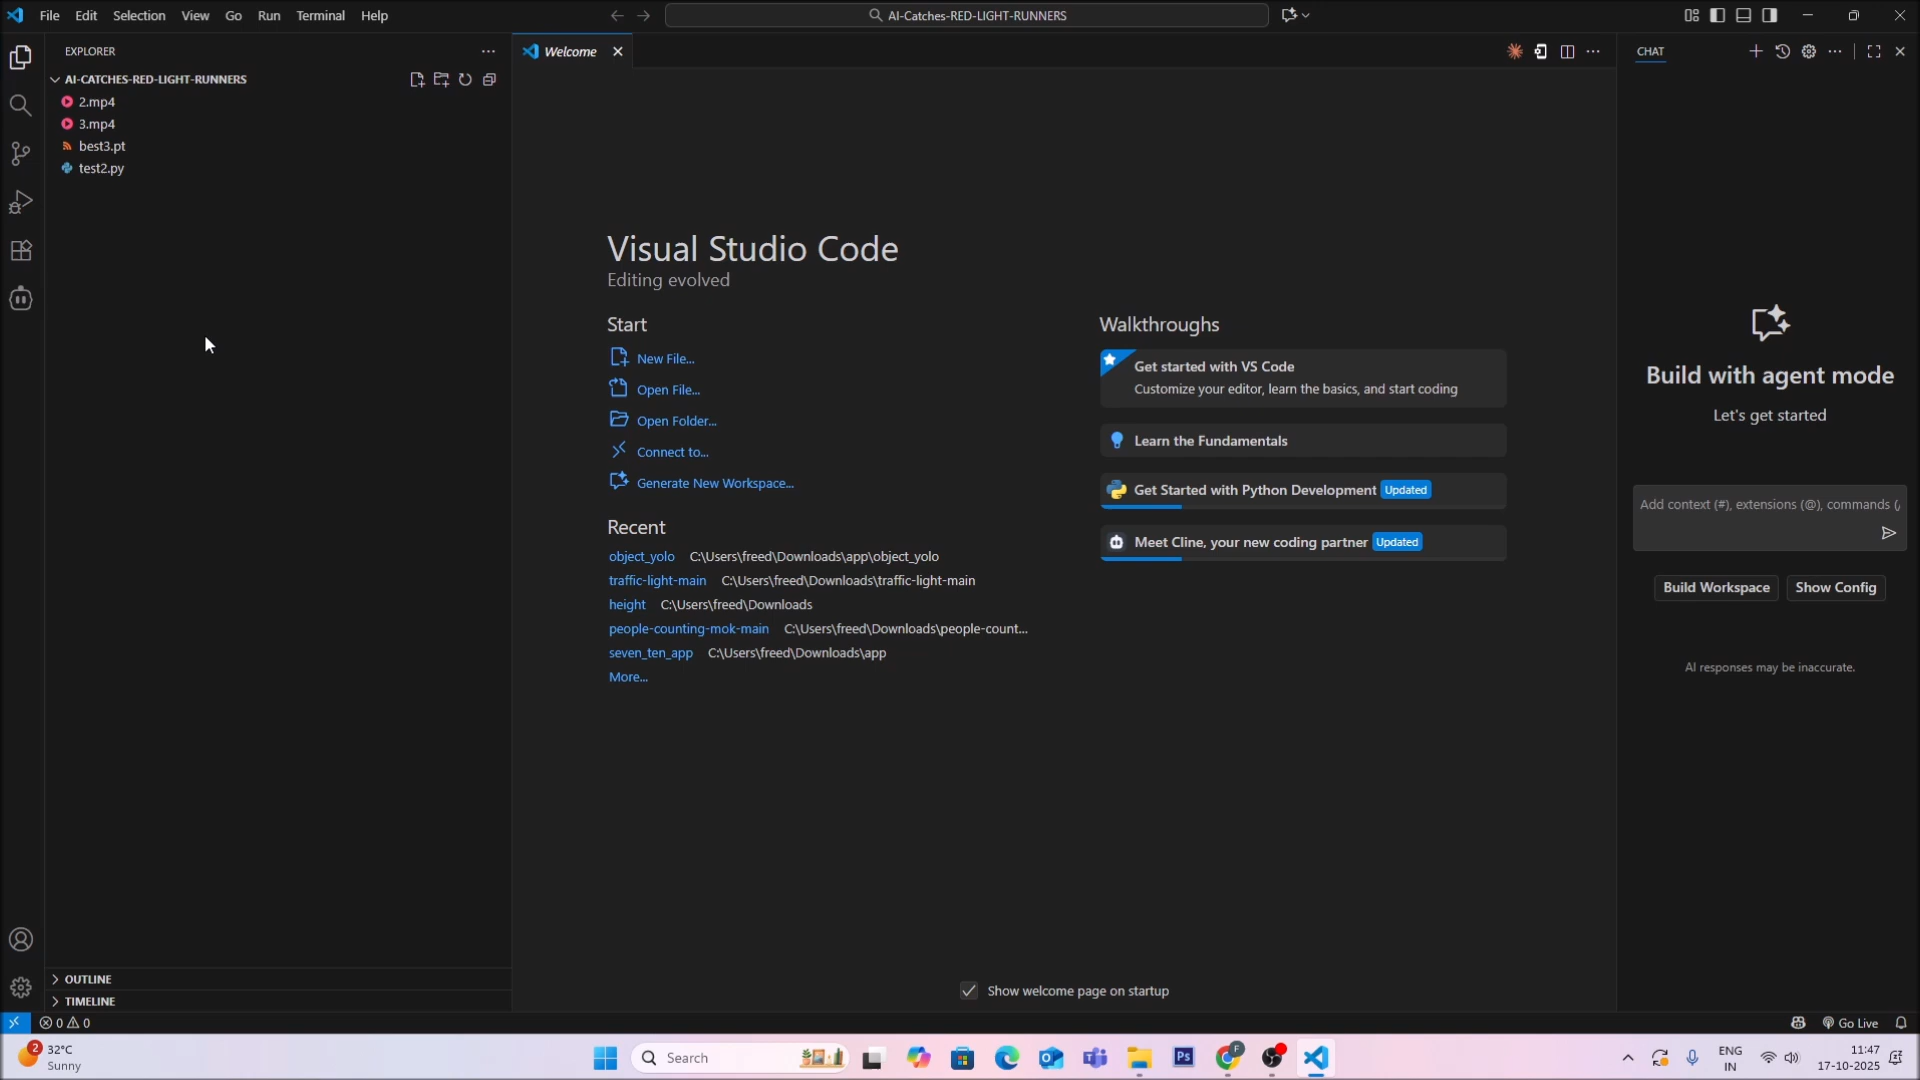 File Edit Selection View Go Run Terminal Help
AI-Catches-RED-LIGHT-RUNNERS
EXPLORER
AI-CATCHES-RED-LIGHT-RUNNERS
2.mp4
3.mp4
best3.pt
test2.py
Welcome
Visual Studio Code
Editing evolved
Start
New File...
Open File...
Open Folder...
Connect to...
Generate New Workspace...
Recent
object_yolo C:\Users\freed\Downloads\app\object_yolo
traffic-light-main C:\Users\freed\Downloads\traffic-light-main
height C:\Users\freed\Downloads
people-counting-mok-main C:\Users\freed\Downloads\people-count...
seven_ten_app C:\Users\freed\Downloads\app
More...
Walkthroughs
Get started with VS Code
Customize your editor, learn the basics, and start coding
Learn the Fundamentals
Get Started with Python Development Updated
Meet Cline, your new coding partner Updated
Show welcome page on startup
CHAT
Build with agent mode
Let's get started
Add context (#), extensions (@), commands (/
Build Workspace Show Config
AI responses may be inaccurate.
OUTLINE
TIMELINE
0 0
Go Live
2
32°C
Sunny
Search
Ps
F
ENG
IN
11:47
17-10-2025